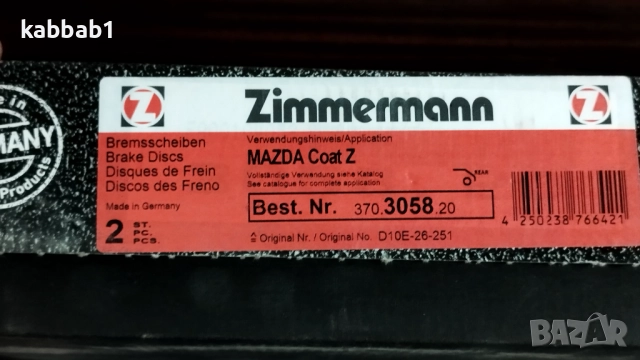 kabbab1
e in
MANY
Products
Z
Zimmermann
Z
Bremsscheiben
Brake Discs
Disques de Frein
Discos des Freno
Made in Germany
2 ST. PC. PCS.
Verwendungshinweis/Application
MAZDA Coat Z
Vollständige Verwendung siehe Katalog
See catalogue for complete application
REAR
Best. Nr. 370.3058.20
≙ Original Nr. / Original No. D10E-26-251
4 250238 766421
BAZAR